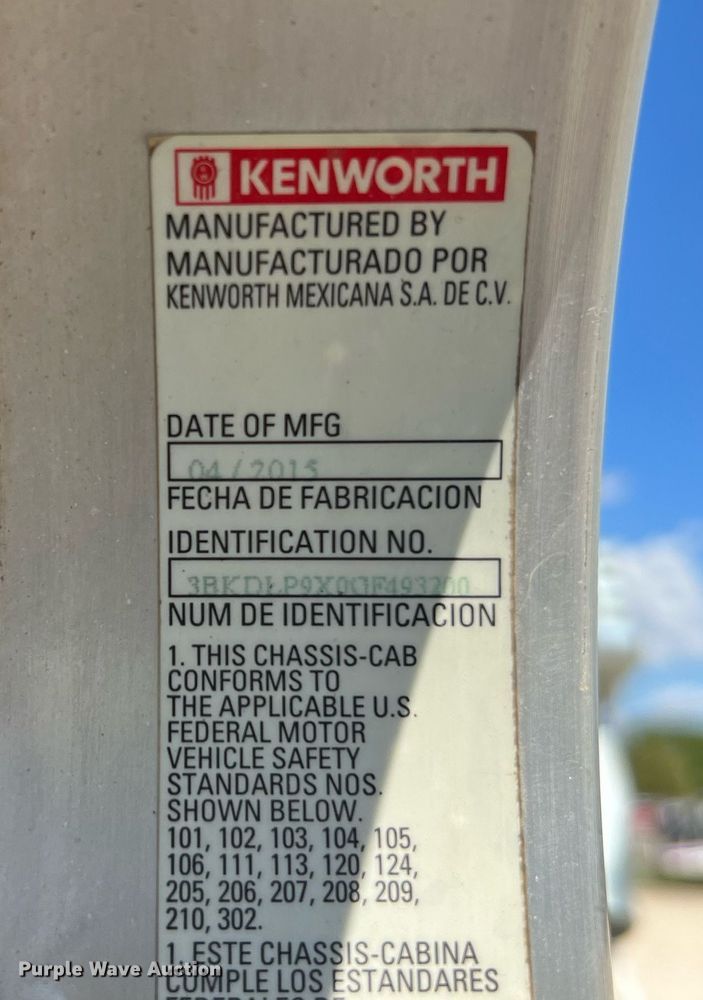 KENWORTH
MANUFACTURED BY
MANUFACTURADO POR
KENWORTH MEXICANA S.A. DE C.V.
DATE OF MFG
04 / 2015
FECHA DE FABRICACION
IDENTIFICATION NO.
3BKDLP9X0GF493200
NUM DE IDENTIFICACION
1. THIS CHASSIS-CAB
CONFORMS TO
THE APPLICABLE U.S.
FEDERAL MOTOR
VEHICLE SAFETY
STANDARDS NOS.
SHOWN BELOW.
101, 102, 103, 104, 105,
106, 111, 113, 120, 124,
205, 206, 207, 208, 209,
210, 302.
1. ESTE CHASSIS-CABINA
CUMPLE LOS ESTANDARES
FEDERALES DE
Purple Wave Auction